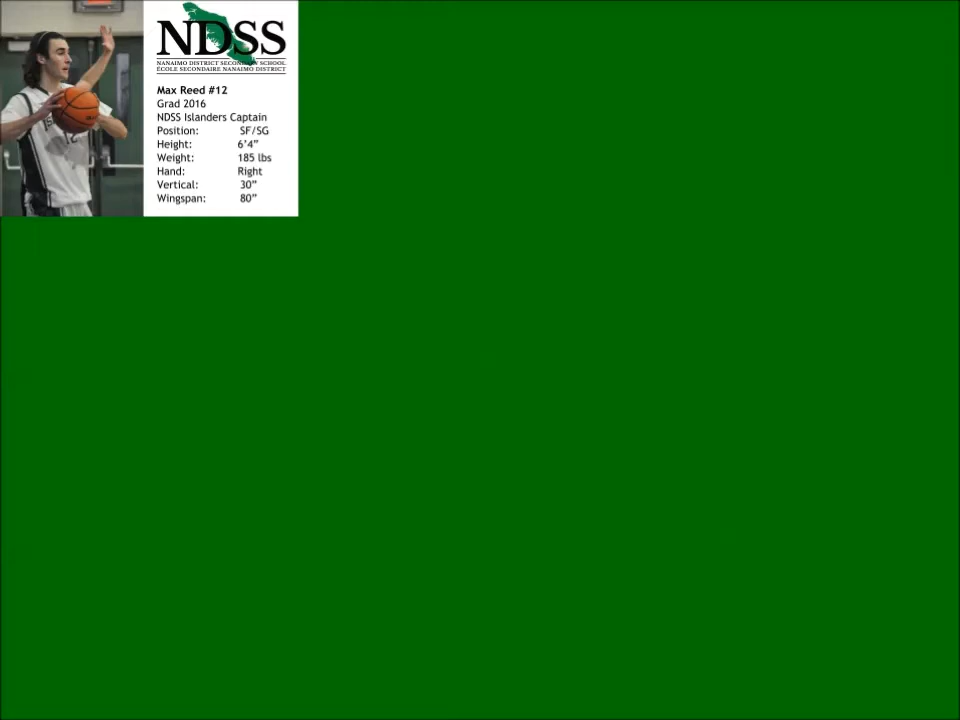 NDSS
NANAIMO DISTRICT SECONDARY SCHOOL
ÉCOLE SECONDAIRE NANAIMO DISTRICT
Max Reed #12
Grad 2016
NDSS Islanders Captain
Position: SF/SG
Height: 6’4”
Weight: 185 lbs
Hand: Right
Vertical: 30”
Wingspan: 80”
12